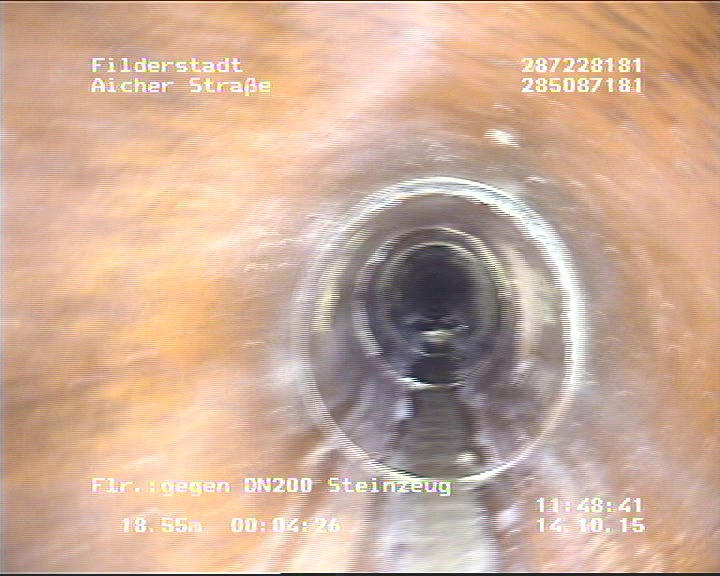 Filderstadt
Aicher Straße
287228181
285087181
Flr.:gegen DN200 Steinzeug
18.55m 00:04:26
11:48:41
14.10.15